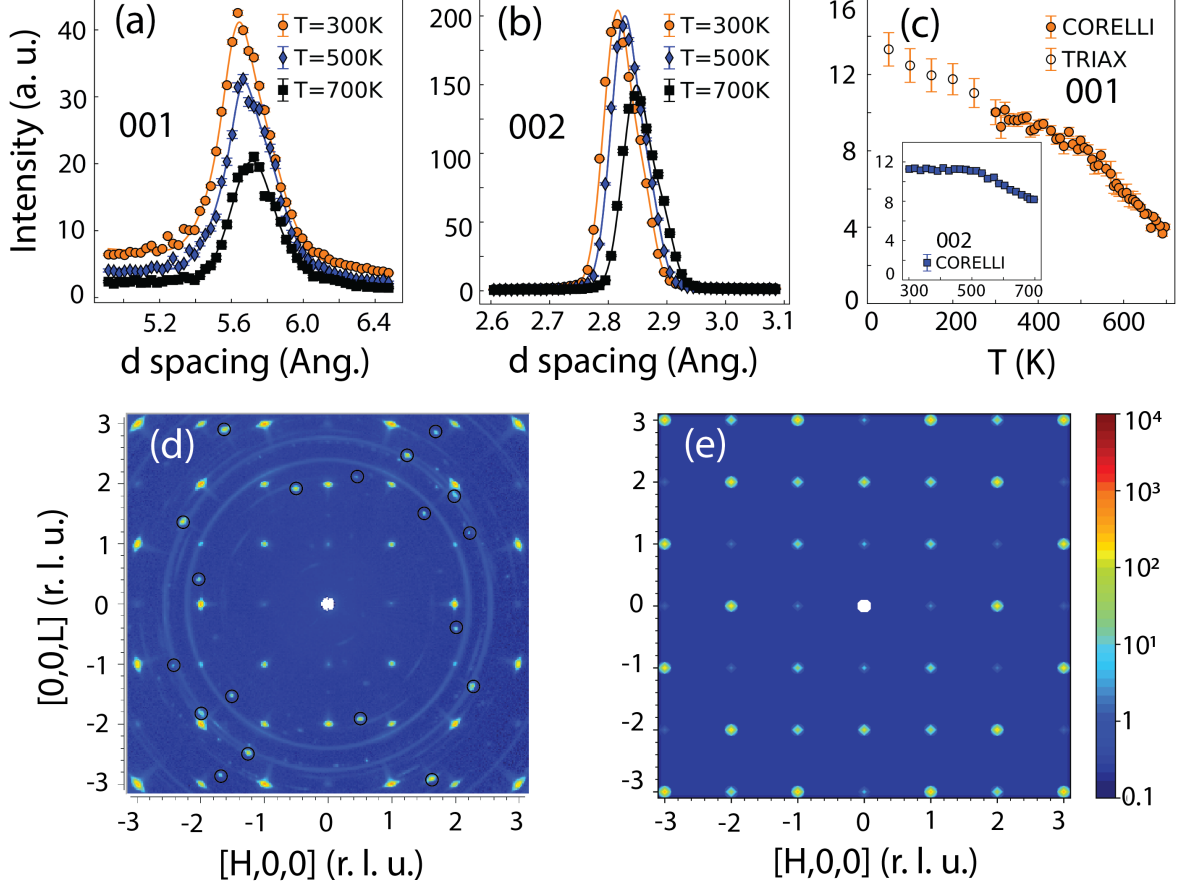 (a)
T=300K
T=500K
T=700K
001
Intensity (a. u.)
40
30
20
10
0
5.2 5.6 6.0 6.4
d spacing (Ang.)
(b)
T=300K
T=500K
T=700K
002
200
150
100
50
0
2.6 2.7 2.8 2.9 3.0 3.1
d spacing (Ang.)
(c)
CORELLI
TRIAX
001
16
12
8
4
0
0 200 400 600
T (K)
12
8
4
0
002
CORELLI
300 500 700
(d)
[0,0,L] (r. l. u.)
3
2
1
0
-1
-2
-3
-3 -2 -1 0 1 2 3
[H,0,0] (r. l. u.)
(e)
3
2
1
0
-1
-2
-3
-3 -2 -1 0 1 2 3
[H,0,0] (r. l. u.)
10⁴
10³
10²
10¹
1
0.1